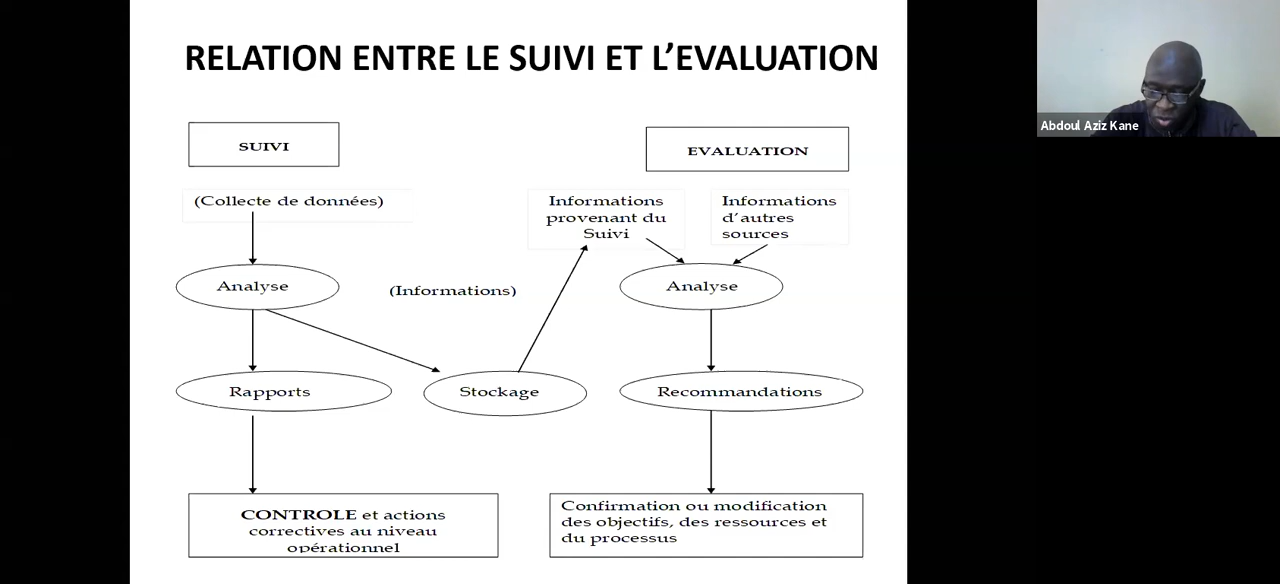 RELATION ENTRE LE SUIVI ET L’EVALUATION
Abdoul Aziz Kane
SUIVI
EVALUATION
(Collecte de données)
Informations
provenant du
Suivi
Informations
d’autres
sources
Analyse
(Informations)
Analyse
Rapports
Stockage
Recommandations
CONTROLE et actions
correctives au niveau
opérationnel
Confirmation ou modification
des objectifs, des ressources et
du processus